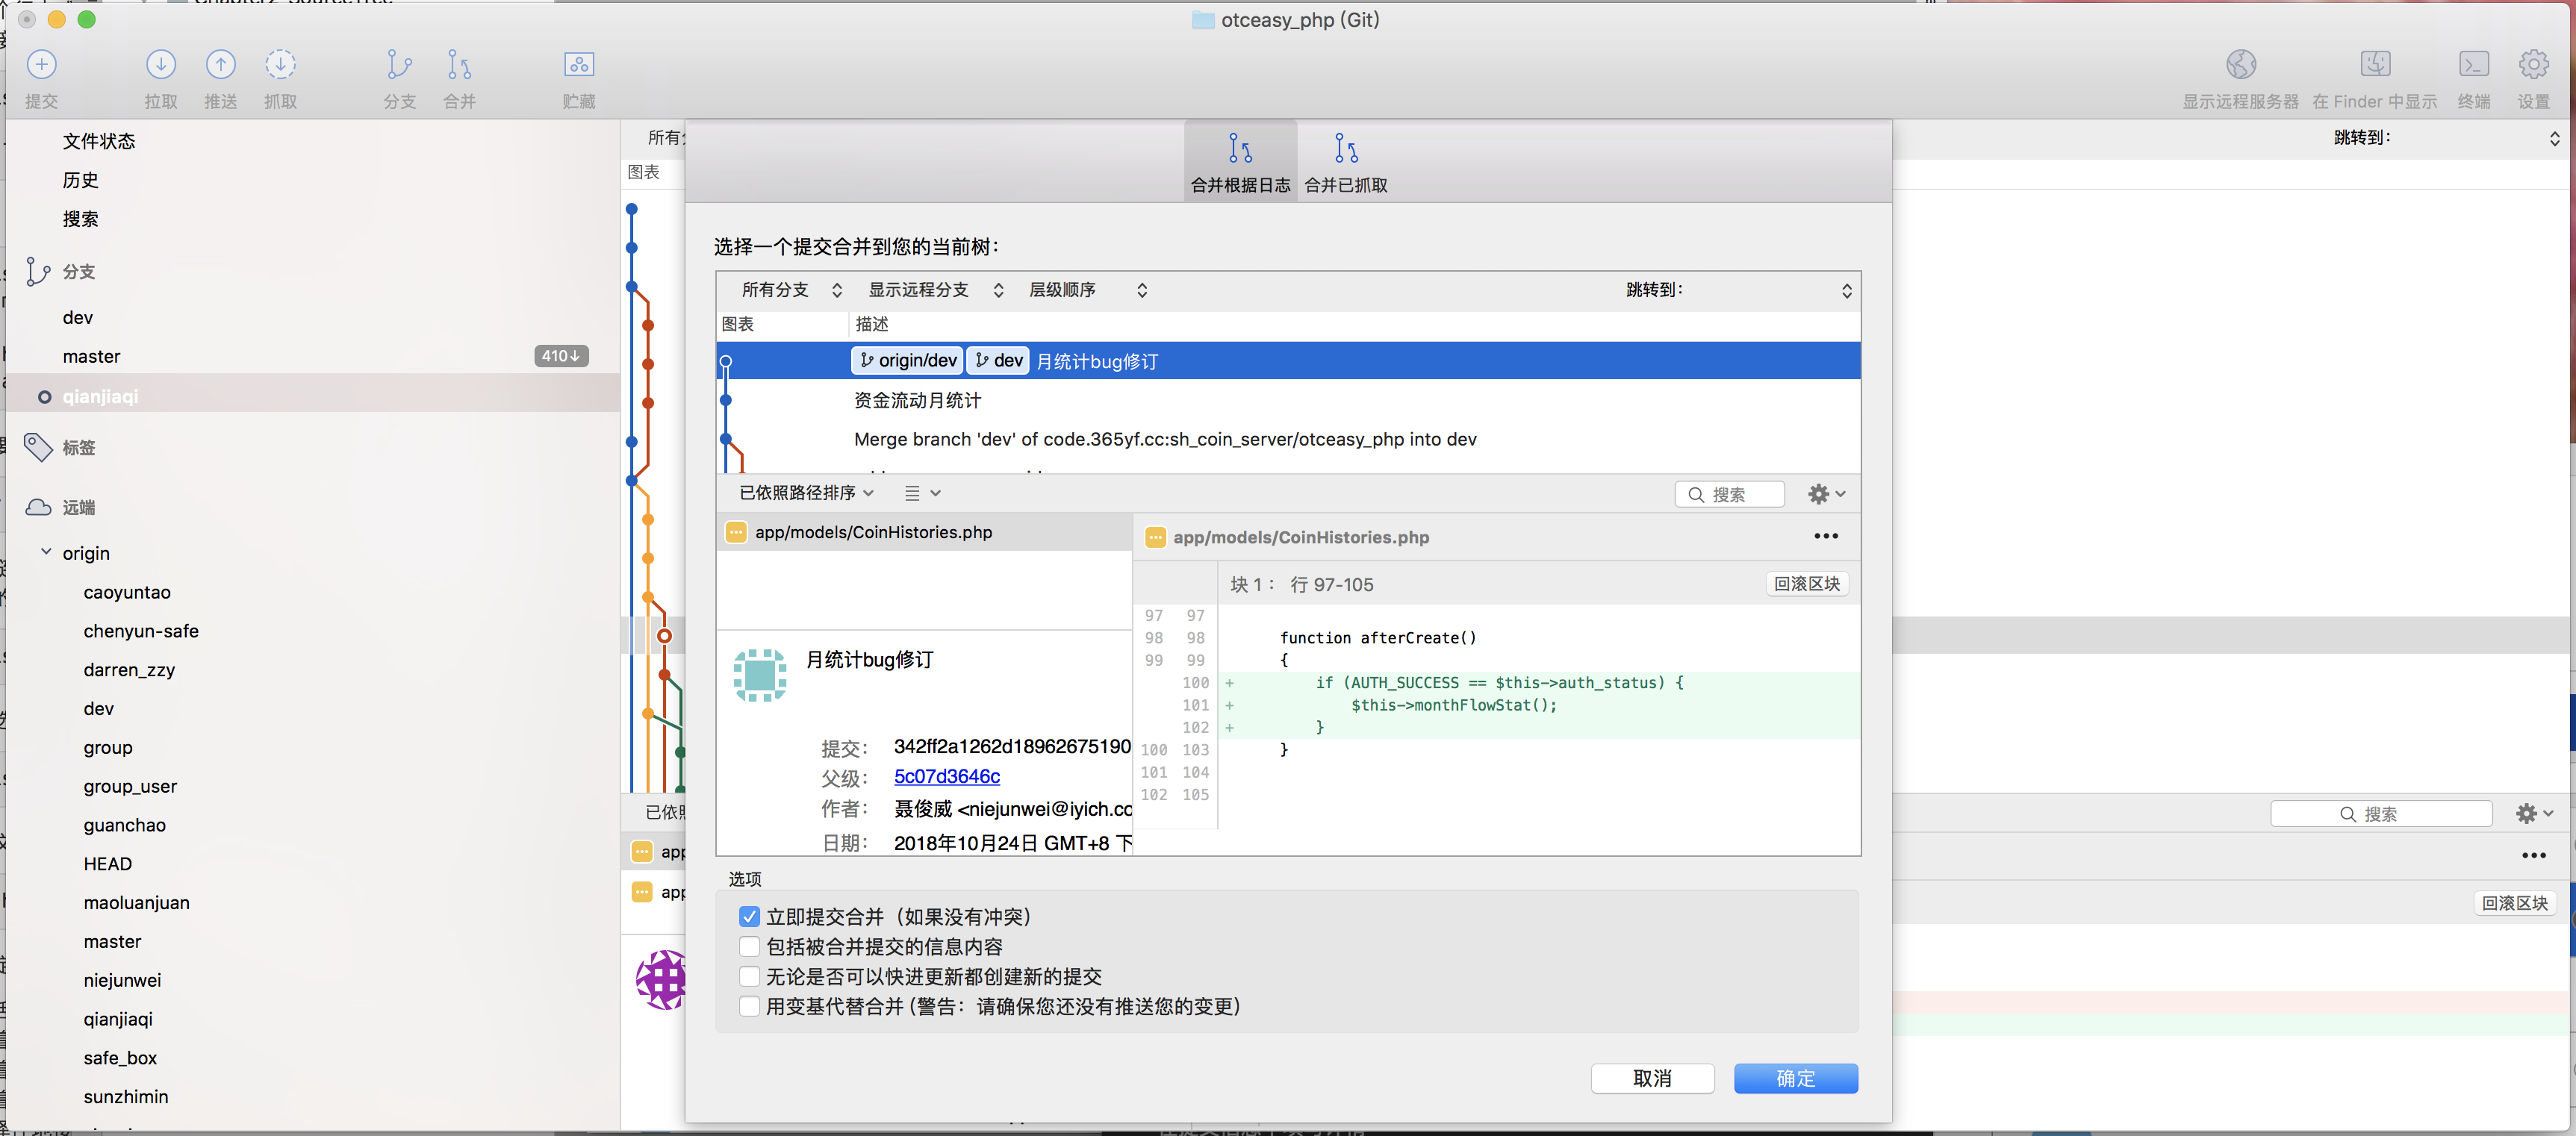 otceasy_php (Git)
提交
拉取
推送
抓取
分支
合并
贮藏
显示远程服务器
在 Finder 中显示
终端
设置
文件状态
历史
搜索
分支
dev
master
410↓
qianjiaqi
标签
远端
origin
caoyuntao
chenyun-safe
darren_zzy
dev
group
group_user
guanchao
HEAD
maoluanjuan
master
niejunwei
qianjiaqi
safe_box
sunzhimin
所有
图表
跳转到：
合并根据日志
合并已抓取
选择一个提交合并到您的当前树：
所有分支
显示远程分支
层级顺序
跳转到：
图表
描述
origin/dev dev 月统计bug修订
资金流动月统计
Merge branch 'dev' of code.365yf.cc:sh_coin_server/otceasy_php into dev
已依照路径排序
搜索
app/models/CoinHistories.php
app/models/CoinHistories.php
块 1： 行 97-105
回滚区块
97 97
98 98 function afterCreate()
99 99 {
100 + if (AUTH_SUCCESS == $this->auth_status) {
101 + $this->monthFlowStat();
102 + }
100 103 }
101 104
102 105
月统计bug修订
提交： 342ff2a1262d18962675190
父级： 5c07d3646c
作者： 聂俊威 <niejunwei@iyich.co
日期： 2018年10月24日 GMT+8 下
选项
立即提交合并（如果没有冲突）
包括被合并提交的信息内容
无论是否可以快进更新都创建新的提交
用变基代替合并 (警告：请确保您还没有推送您的变更)
取消
确定
已依
app
app
搜索
回滚区块